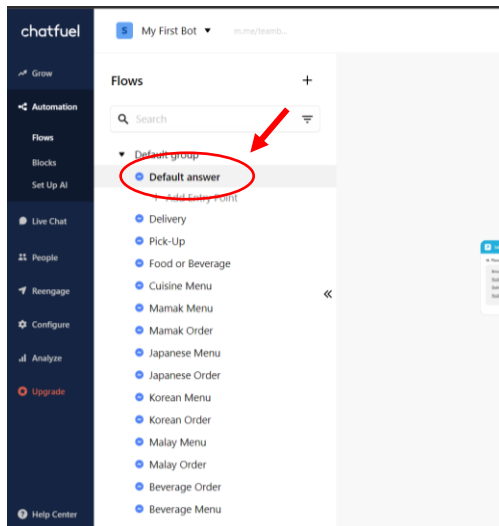 chatfuel
S My First Bot
m.me/teamb...
Grow
Automation
Flows
Blocks
Set Up AI
Live Chat
People
Reengage
Configure
Analyze
Upgrade
Help Center
Flows
Search
Default group
Default answer
Add Entry Point
Delivery
Pick-Up
Food or Beverage
Cuisine Menu
Mamak Menu
Mamak Order
Japanese Menu
Japanese Order
Korean Menu
Korean Order
Malay Menu
Malay Order
Beverage Order
Beverage Menu